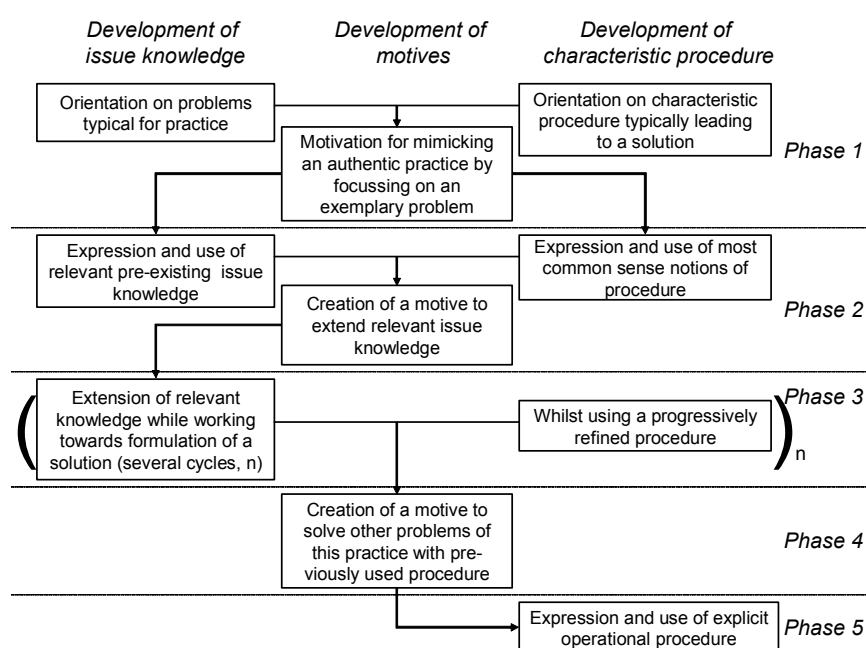 Development of
issue knowledge
Development of
motives
Development of
characteristic procedure
Orientation on problems
typical for practice
Orientation on characteristic
procedure typically leading
to a solution
Motivation for mimicking
an authentic practice by
focussing on an
exemplary problem
Phase 1
Expression and use of
relevant pre-existing issue
knowledge
Expression and use of most
common sense notions of
procedure
Creation of a motive to
extend relevant issue
knowledge
Phase 2
Extension of relevant
knowledge while working
towards formulation of a
solution (several cycles, n)
Whilst using a progressively
refined procedure
n
Phase 3
Creation of a motive to
solve other problems of
this practice with pre-
viously used procedure
Phase 4
Expression and use of explicit
operational procedure
Phase 5